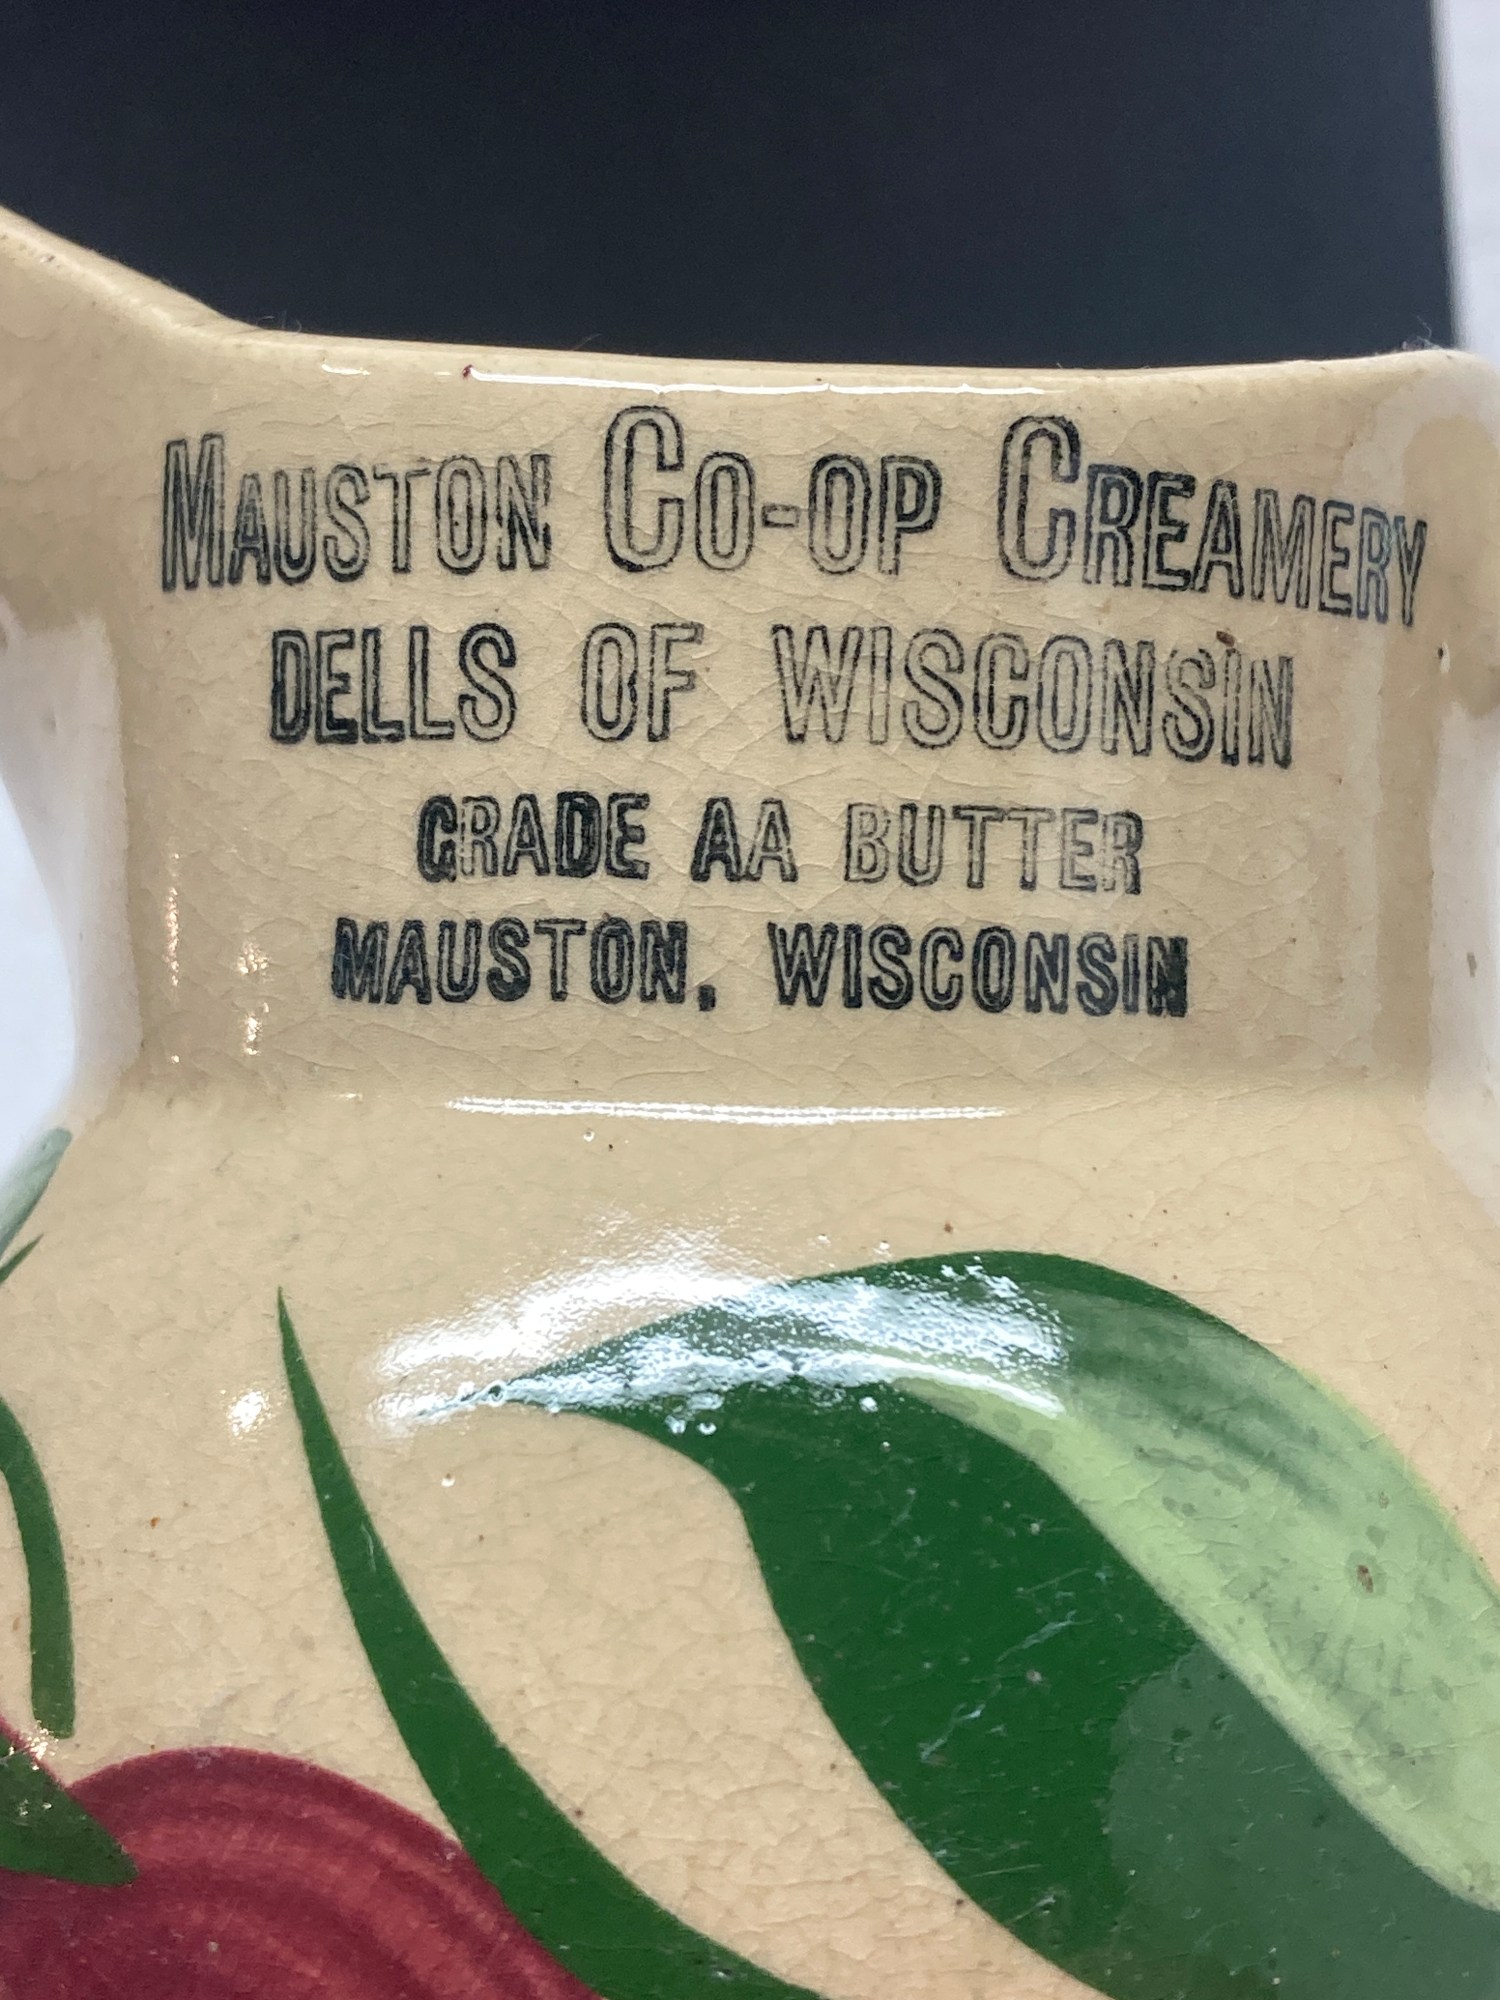 MAUSTON CO-OP CREAMERY
DELLS OF WISCONSIN
GRADE AA BUTTER
MAUSTON, WISCONSIN